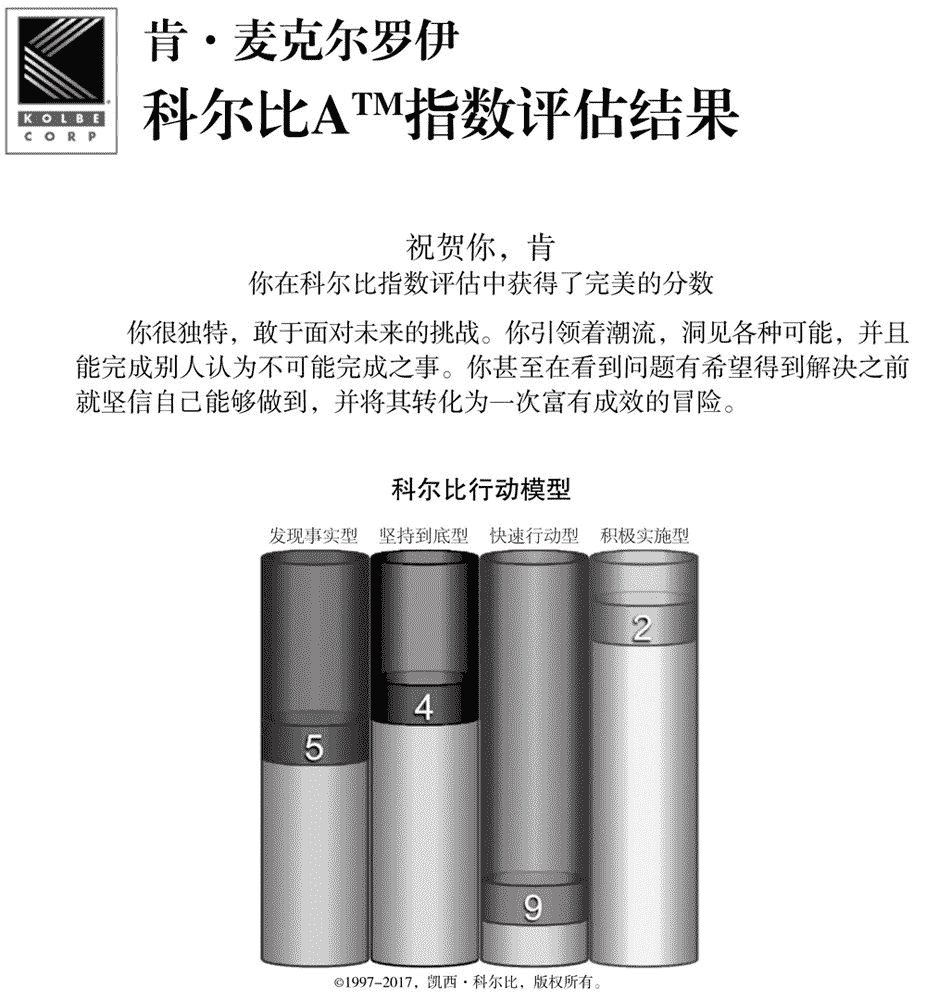 肯·麦克尔罗伊
科尔比A™指数评估结果
KOLBE
CORP
祝贺你，肯
你在科尔比指数评估中获得了完美的分数
你很独特，敢于面对未来的挑战。你引领着潮流，洞见各种可能，并且
能完成别人认为不可能完成之事。你甚至在看到问题有希望得到解决之前
就坚信自己能够做到，并将其转化为一次富有成效的冒险。
科尔比行动模型
发现事实型 坚持到底型 快速行动型 积极实施型
2
4
5
9
©1997-2017，凯西·科尔比，版权所有。